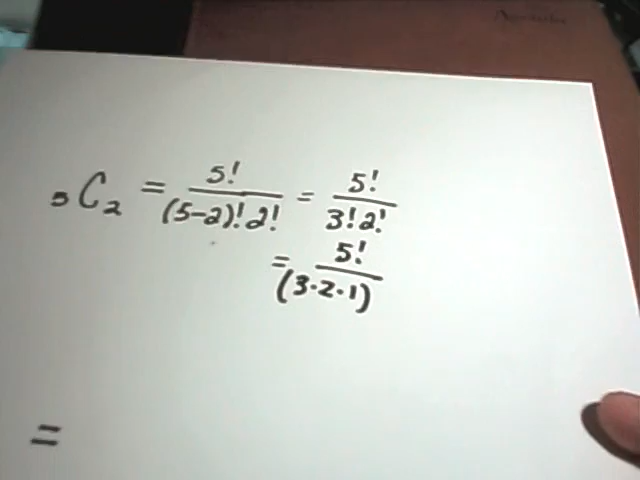 ₅C₂ = 5!/(5-2)!2! = 5!/3!2!
= 5!/(3·2·1)
=